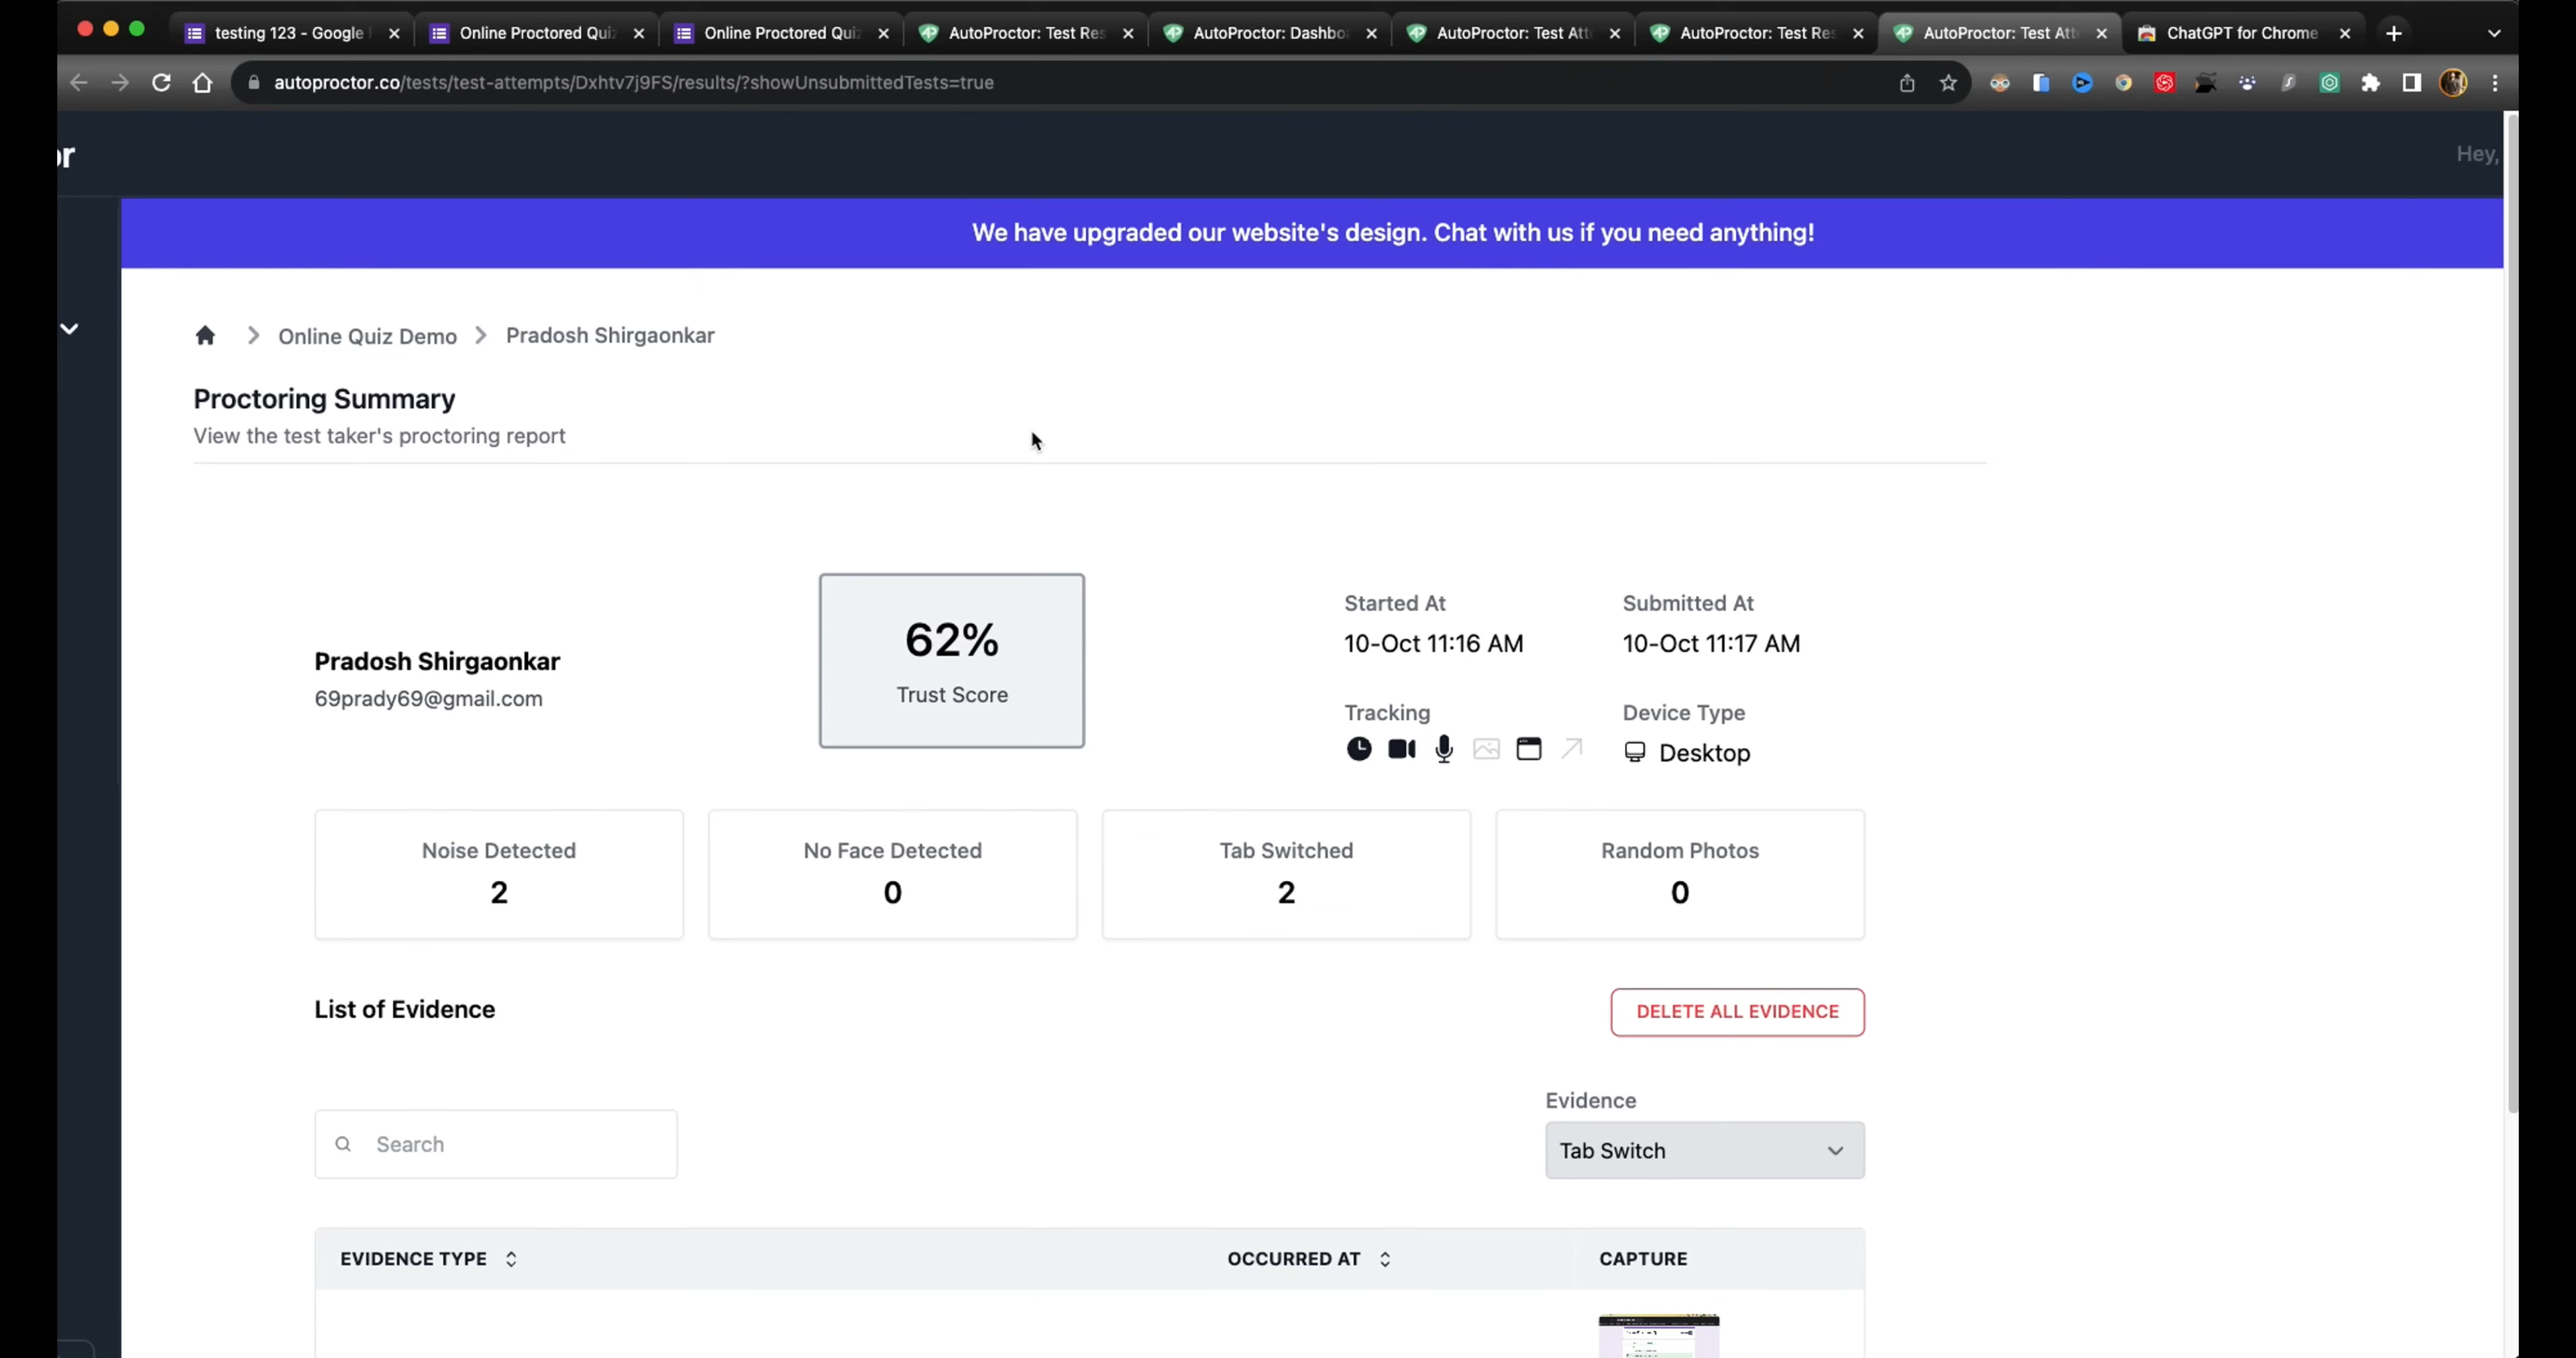 testing 123 - Google
Online Proctored Qui
Online Proctored Qui
AutoProctor: Test Res
AutoProctor: Dashbo
AutoProctor: Test Att
AutoProctor: Test Res
AutoProctor: Test Att
ChatGPT for Chrome
autoproctor.co/tests/test-attempts/Dxhtv7j9FS/results/?showUnsubmittedTests=true
or
Hey,
We have upgraded our website's design. Chat with us if you need anything!
Online Quiz Demo
Pradosh Shirgaonkar
Proctoring Summary
View the test taker's proctoring report
62%
Trust Score
Pradosh Shirgaonkar
69prady69@gmail.com
Started At
Submitted At
10-Oct 11:16 AM
10-Oct 11:17 AM
Tracking
Device Type
Desktop
Noise Detected
2
No Face Detected
0
Tab Switched
2
Random Photos
0
List of Evidence
DELETE ALL EVIDENCE
Evidence
Search
Tab Switch
EVIDENCE TYPE
OCCURRED AT
CAPTURE